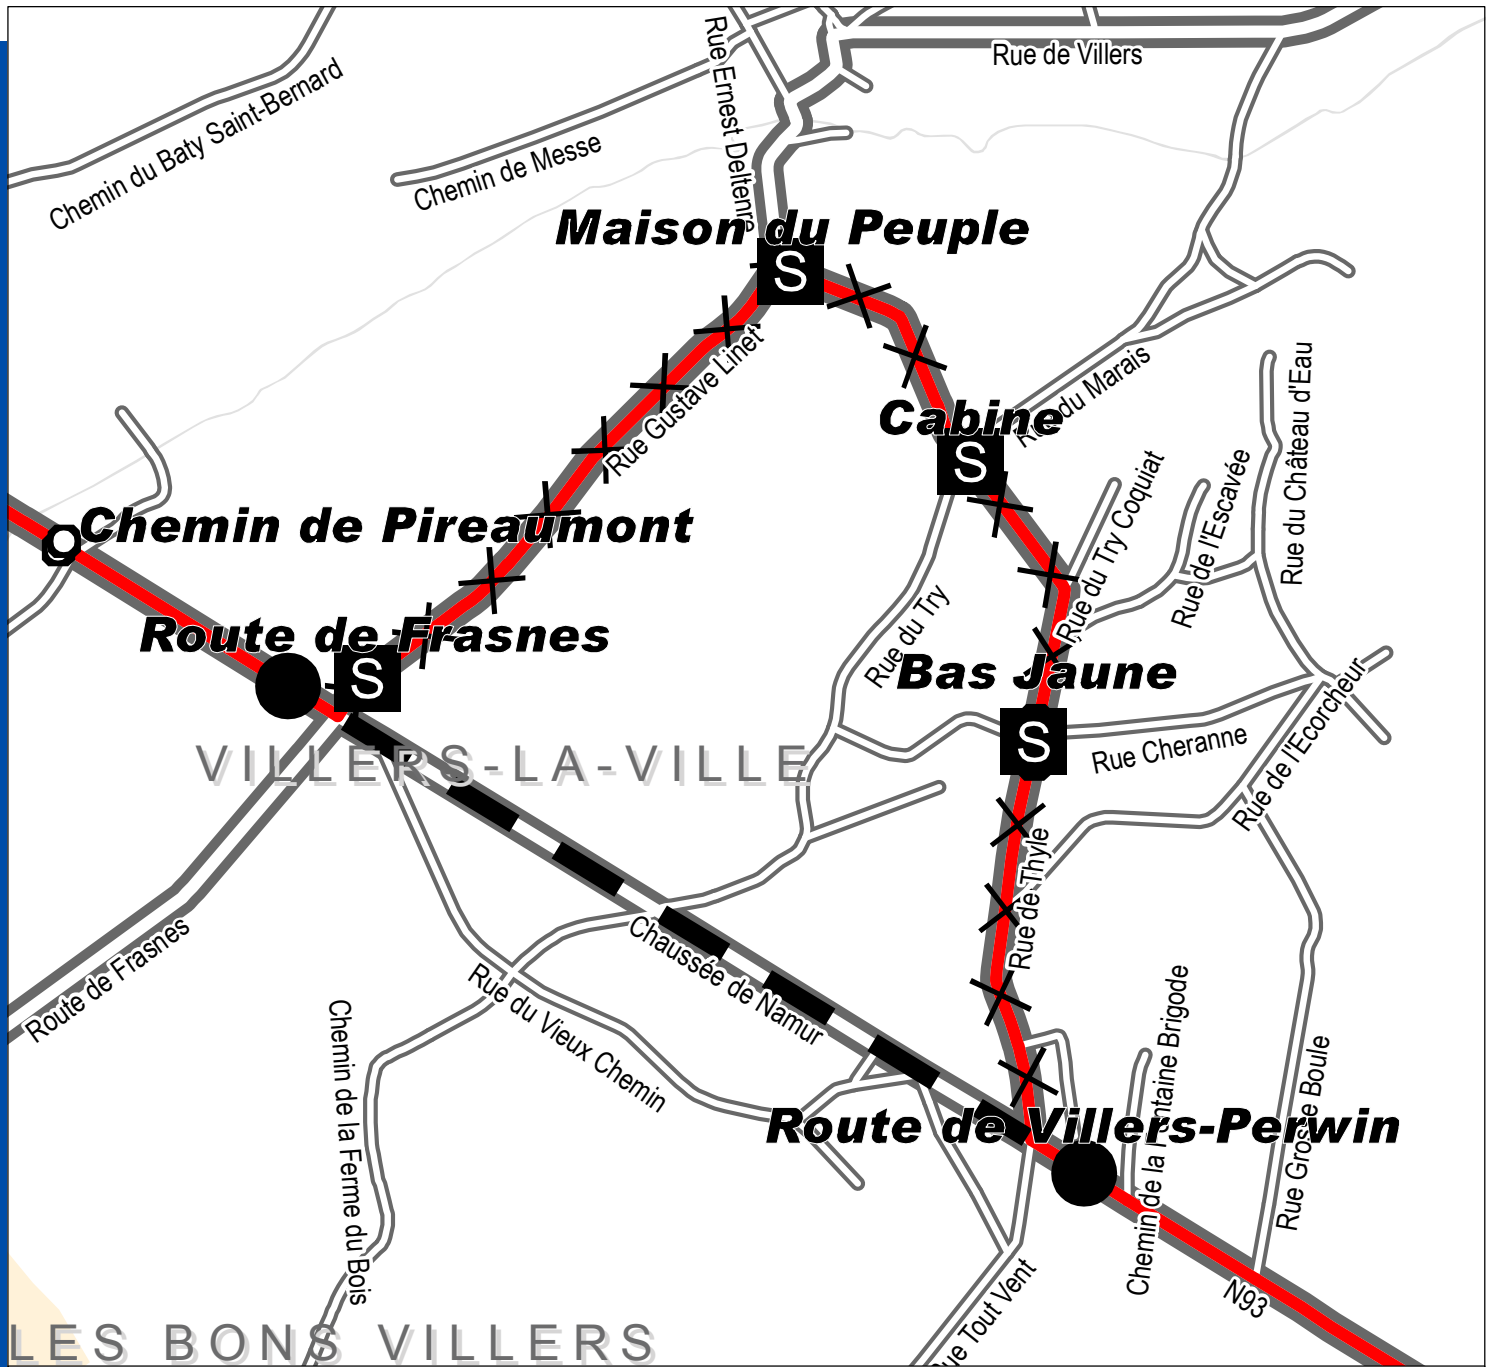 Rue de Villers
Rue Ernest Deltenre
Chemin du Baty Saint-Bernard
Chemin de Messe
Maison du Peuple
S
Rue Gustave Linet
Rue du Marais
Cabine
S
Rue du Château d'Eau
Rue de l'Escavée
Rue du Try Coquiat
Chemin de Pireaumont
Route de Frasnes
S
Rue du Try
Bas Jaune
S
Rue Cheranne
Rue de l'Ecorcheur
VILLERS-LA-VILLE
Rue de Thyle
Route de Frasnes
Chaussée de Namur
Rue du Vieux Chemin
Chemin de la Ferme du Bois
Route de Villers-Perwin
Chemin de la Fontaine Brigode
Rue Grosse Boule
N93
Rue Tout Vent
LES BONS VILLERS